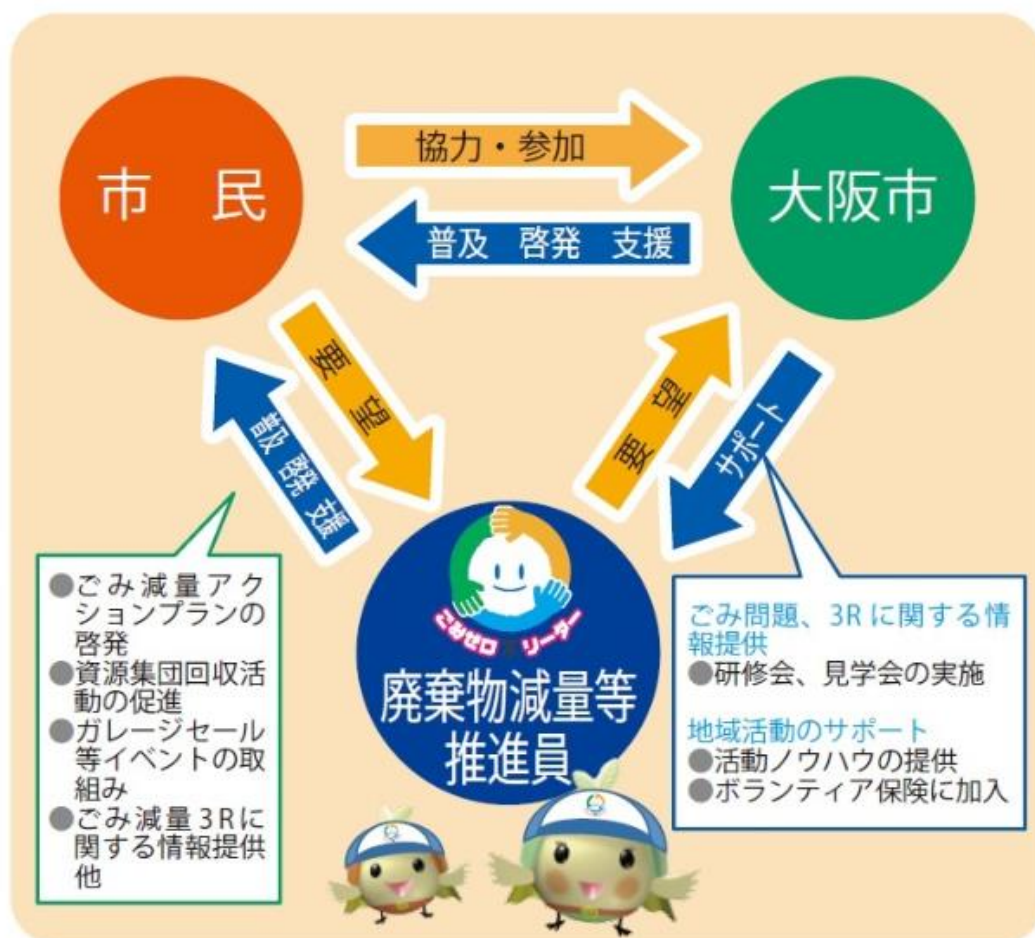 市　民
協力・参加
大阪市
普及　啓発　支援
要　望
普及 啓発 支援
要　望
サポート
●ごみ減量アク
ションプランの
啓発
●資源集団回収活
動の促進
●ガレージセール
等イベントの取
組み
●ごみ減量3Rに
関する情報提供
他
ごみゼロ リーダー
廃棄物減量等
推進員
ごみ問題、3Rに関する情
報提供
●研修会、見学会の実施
地域活動のサポート
●活動ノウハウの提供
●ボランティア保険に加入